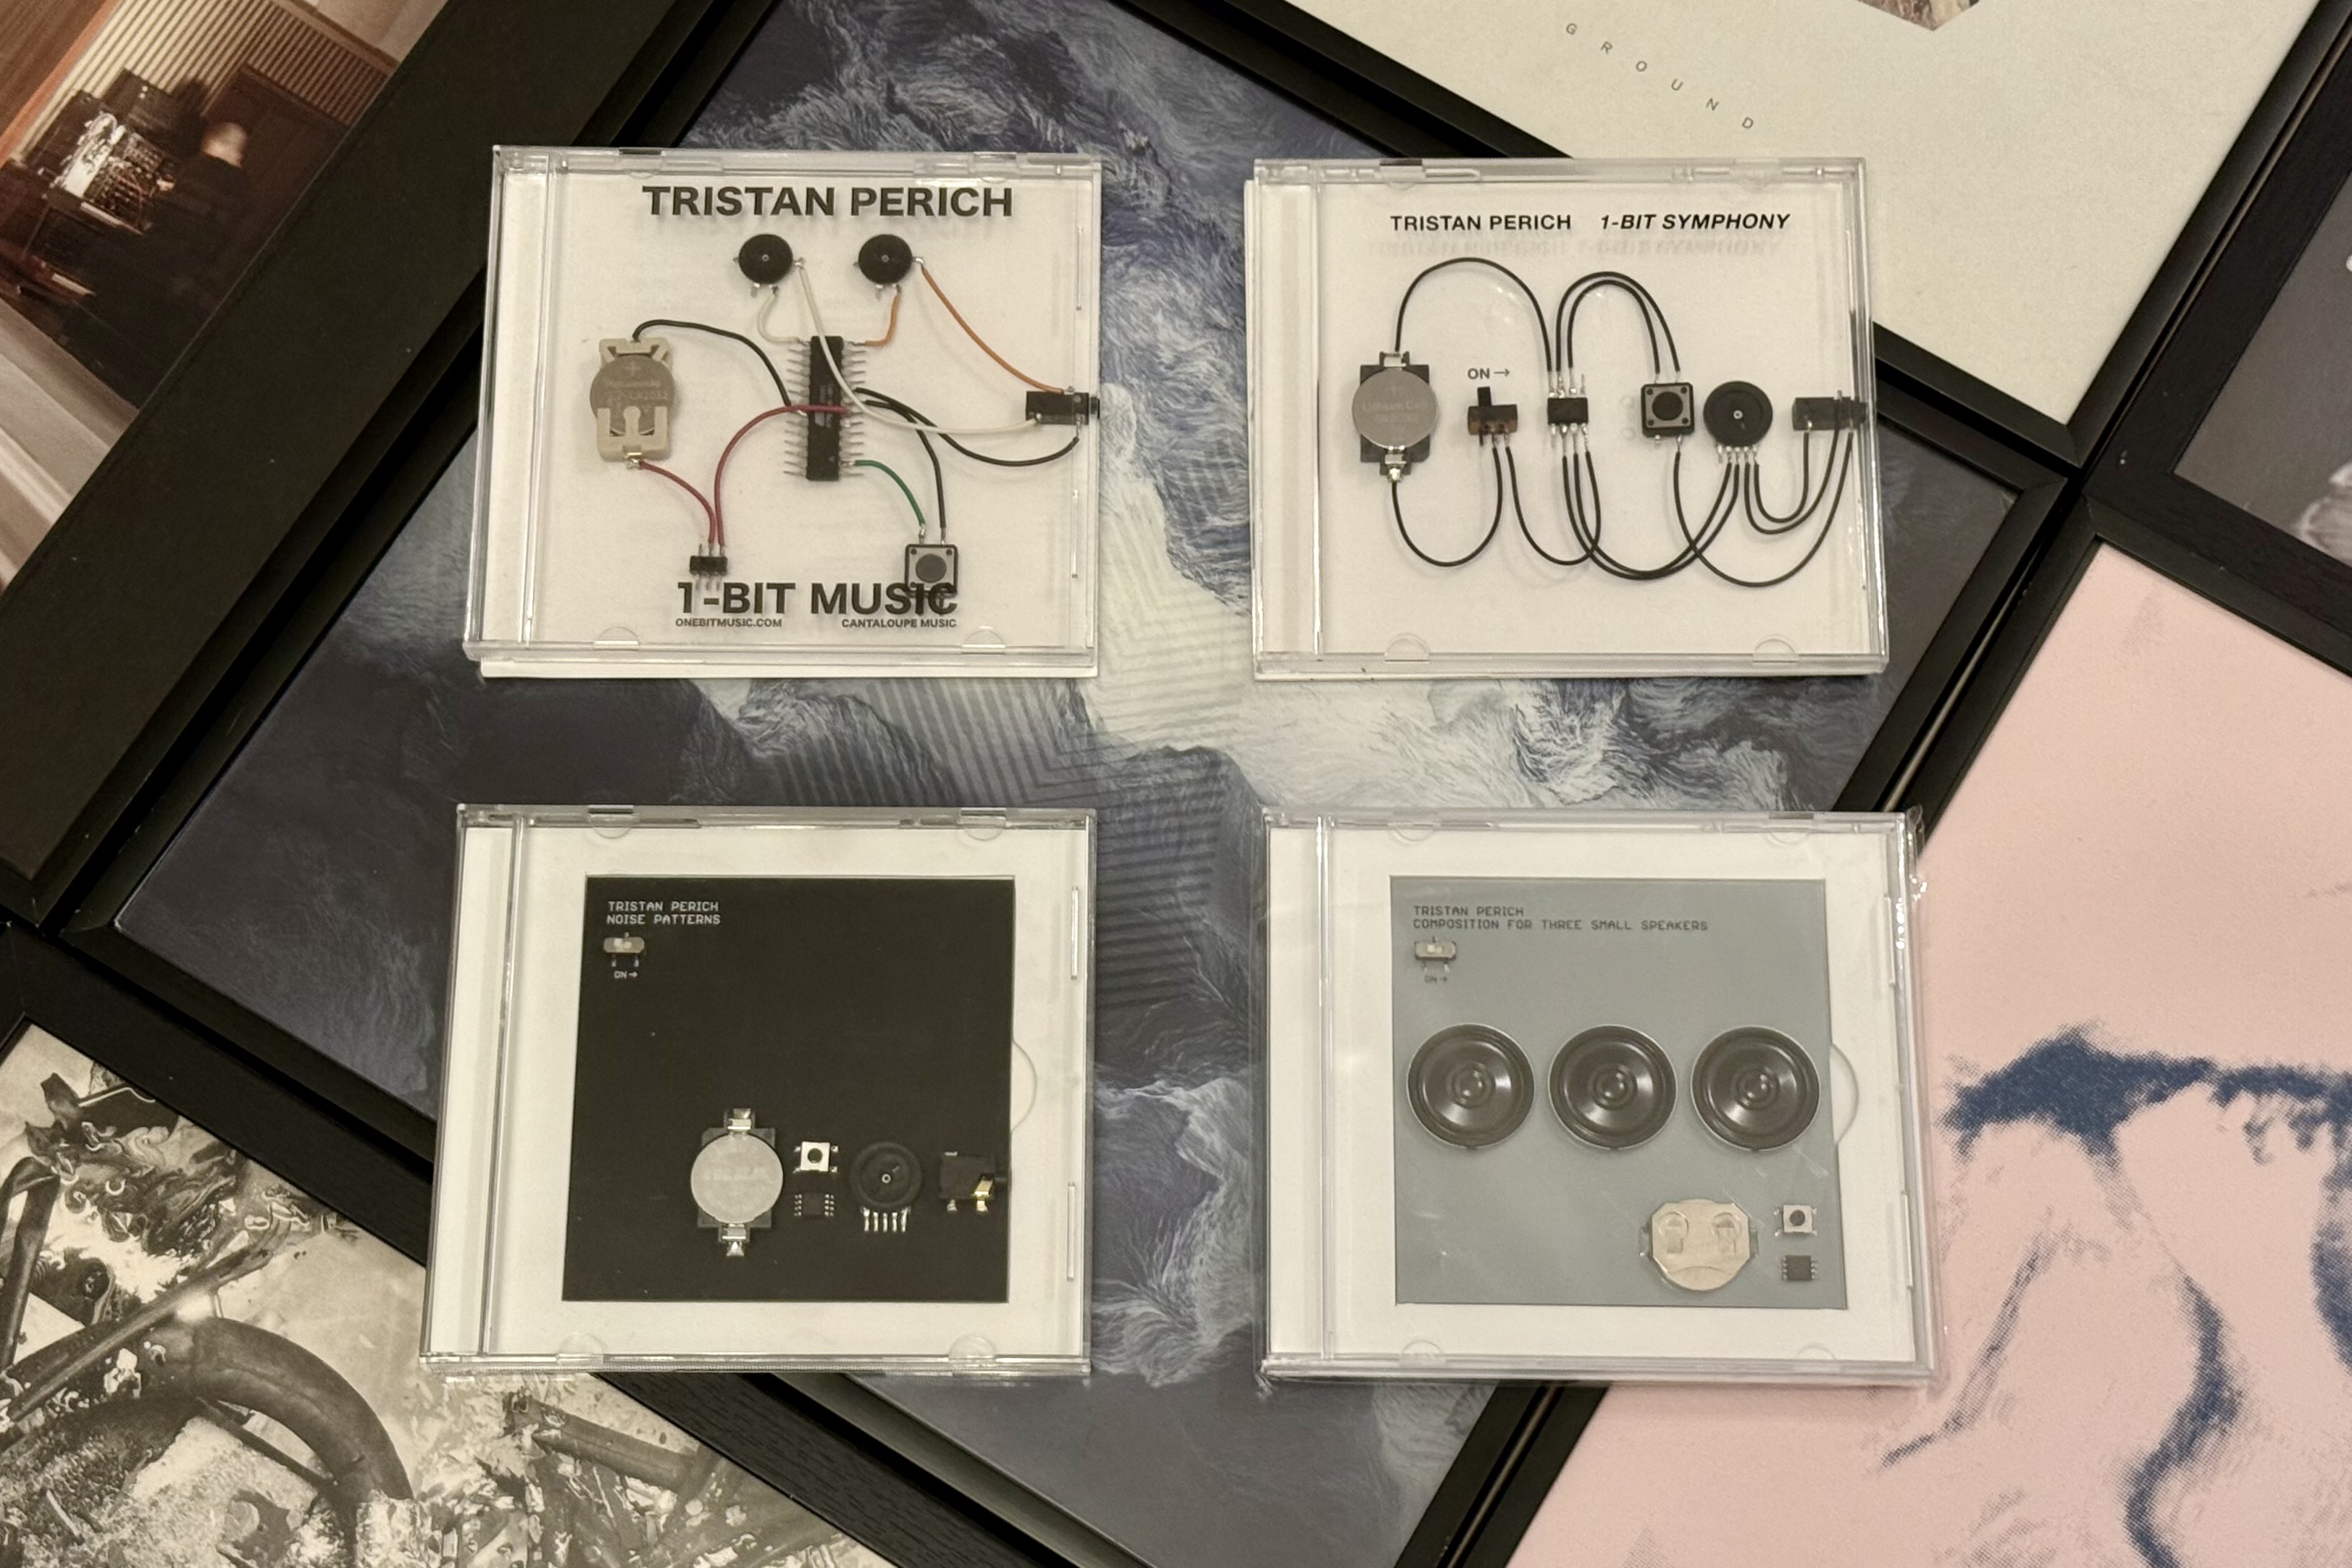 GROUND
TRISTAN PERICH
1-BIT MUSIC
ONEBITMUSIC.COM CANTALOUPE MUSIC
TRISTAN PERICH 1-BIT SYMPHONY
ON →
TRISTAN PERICH
NOISE PATTERNS
ON →
TRISTAN PERICH
COMPOSITION FOR THREE SMALL SPEAKERS
ON →